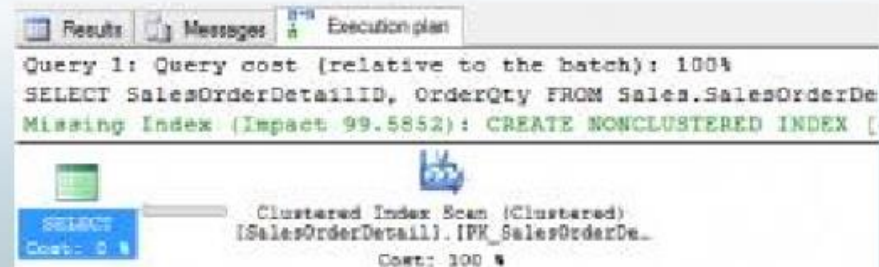 Results Messages Execution plan
Query 1: Query cost (relative to the batch): 100%
SELECT SalesOrderDetailID, OrderQty FROM Sales.SalesOrderDe
Missing Index (Impact 99.5852): CREATE NONCLUSTERED INDEX [
SELECT
Cost: 0 %
Clustered Index Scan (Clustered)
[SalesOrderDetail].[PK_SalesOrderDe…
Cost: 100 %